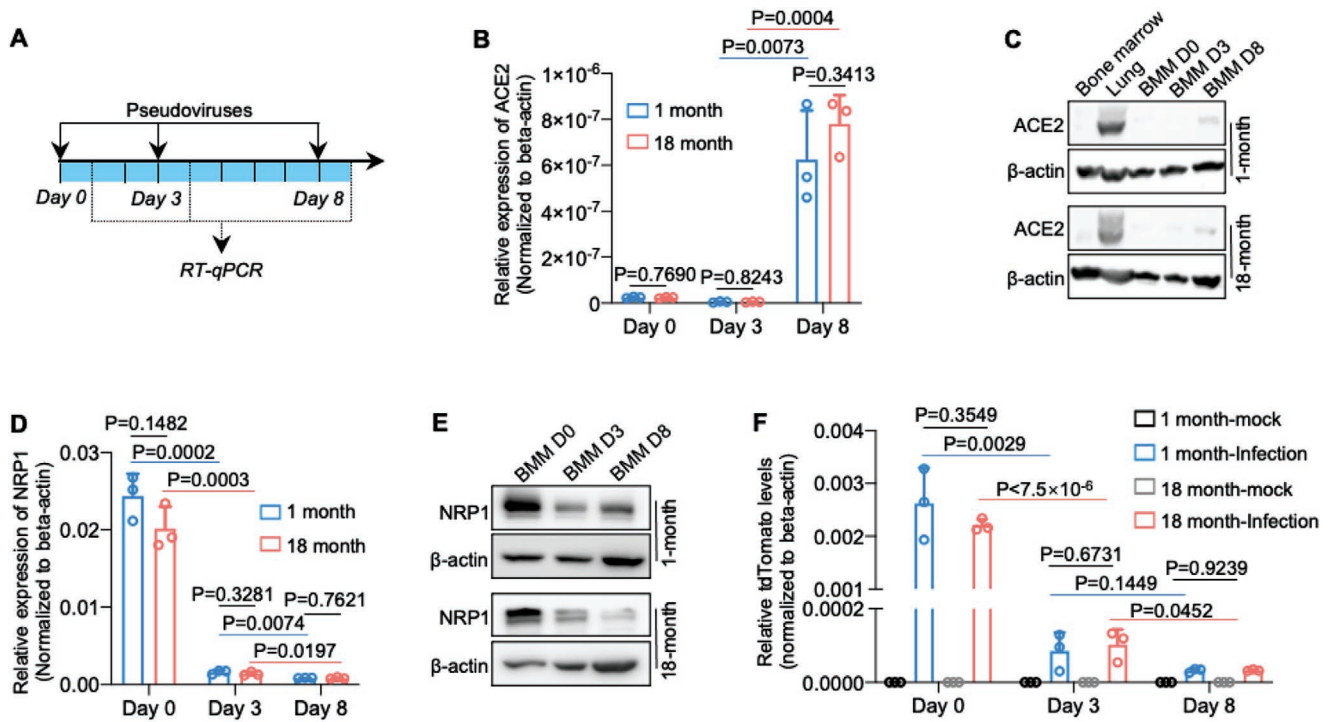 A
Pseudoviruses
Day 0
Day 3
Day 8
RT-qPCR
B
P=0.0004
P=0.0073
P=0.3413
1 month
18 month
P=0.7690
P=0.8243
Relative expression of ACE2
(Normalized to beta-actin)
1×10⁻⁶
8×10⁻⁷
6×10⁻⁷
4×10⁻⁷
2×10⁻⁷
0
Day 0
Day 3
Day 8
C
Bone marrow
Lung
BMM D0
BMM D3
BMM D8
ACE2
β-actin
1-month
ACE2
β-actin
18-month
D
P=0.1482
P=0.0002
P=0.0003
1 month
18 month
P=0.3281
P=0.7621
P=0.0074
P=0.0197
Relative expression of NRP1
(Normalized to beta-actin)
0.03
0.02
0.01
0.00
Day 0
Day 3
Day 8
E
BMM D0
BMM D3
BMM D8
NRP1
β-actin
1-month
NRP1
β-actin
18-month
F
P=0.3549
P=0.0029
P<7.5×10⁻⁶
P=0.6731
P=0.9239
P=0.1449
P=0.0452
1 month-mock
1 month-Infection
18 month-mock
18 month-Infection
Relative tdTomato levels
(normalized to beta-actin)
0.004
0.003
0.002
0.001
0.0002
0.0000
Day 0
Day 3
Day 8